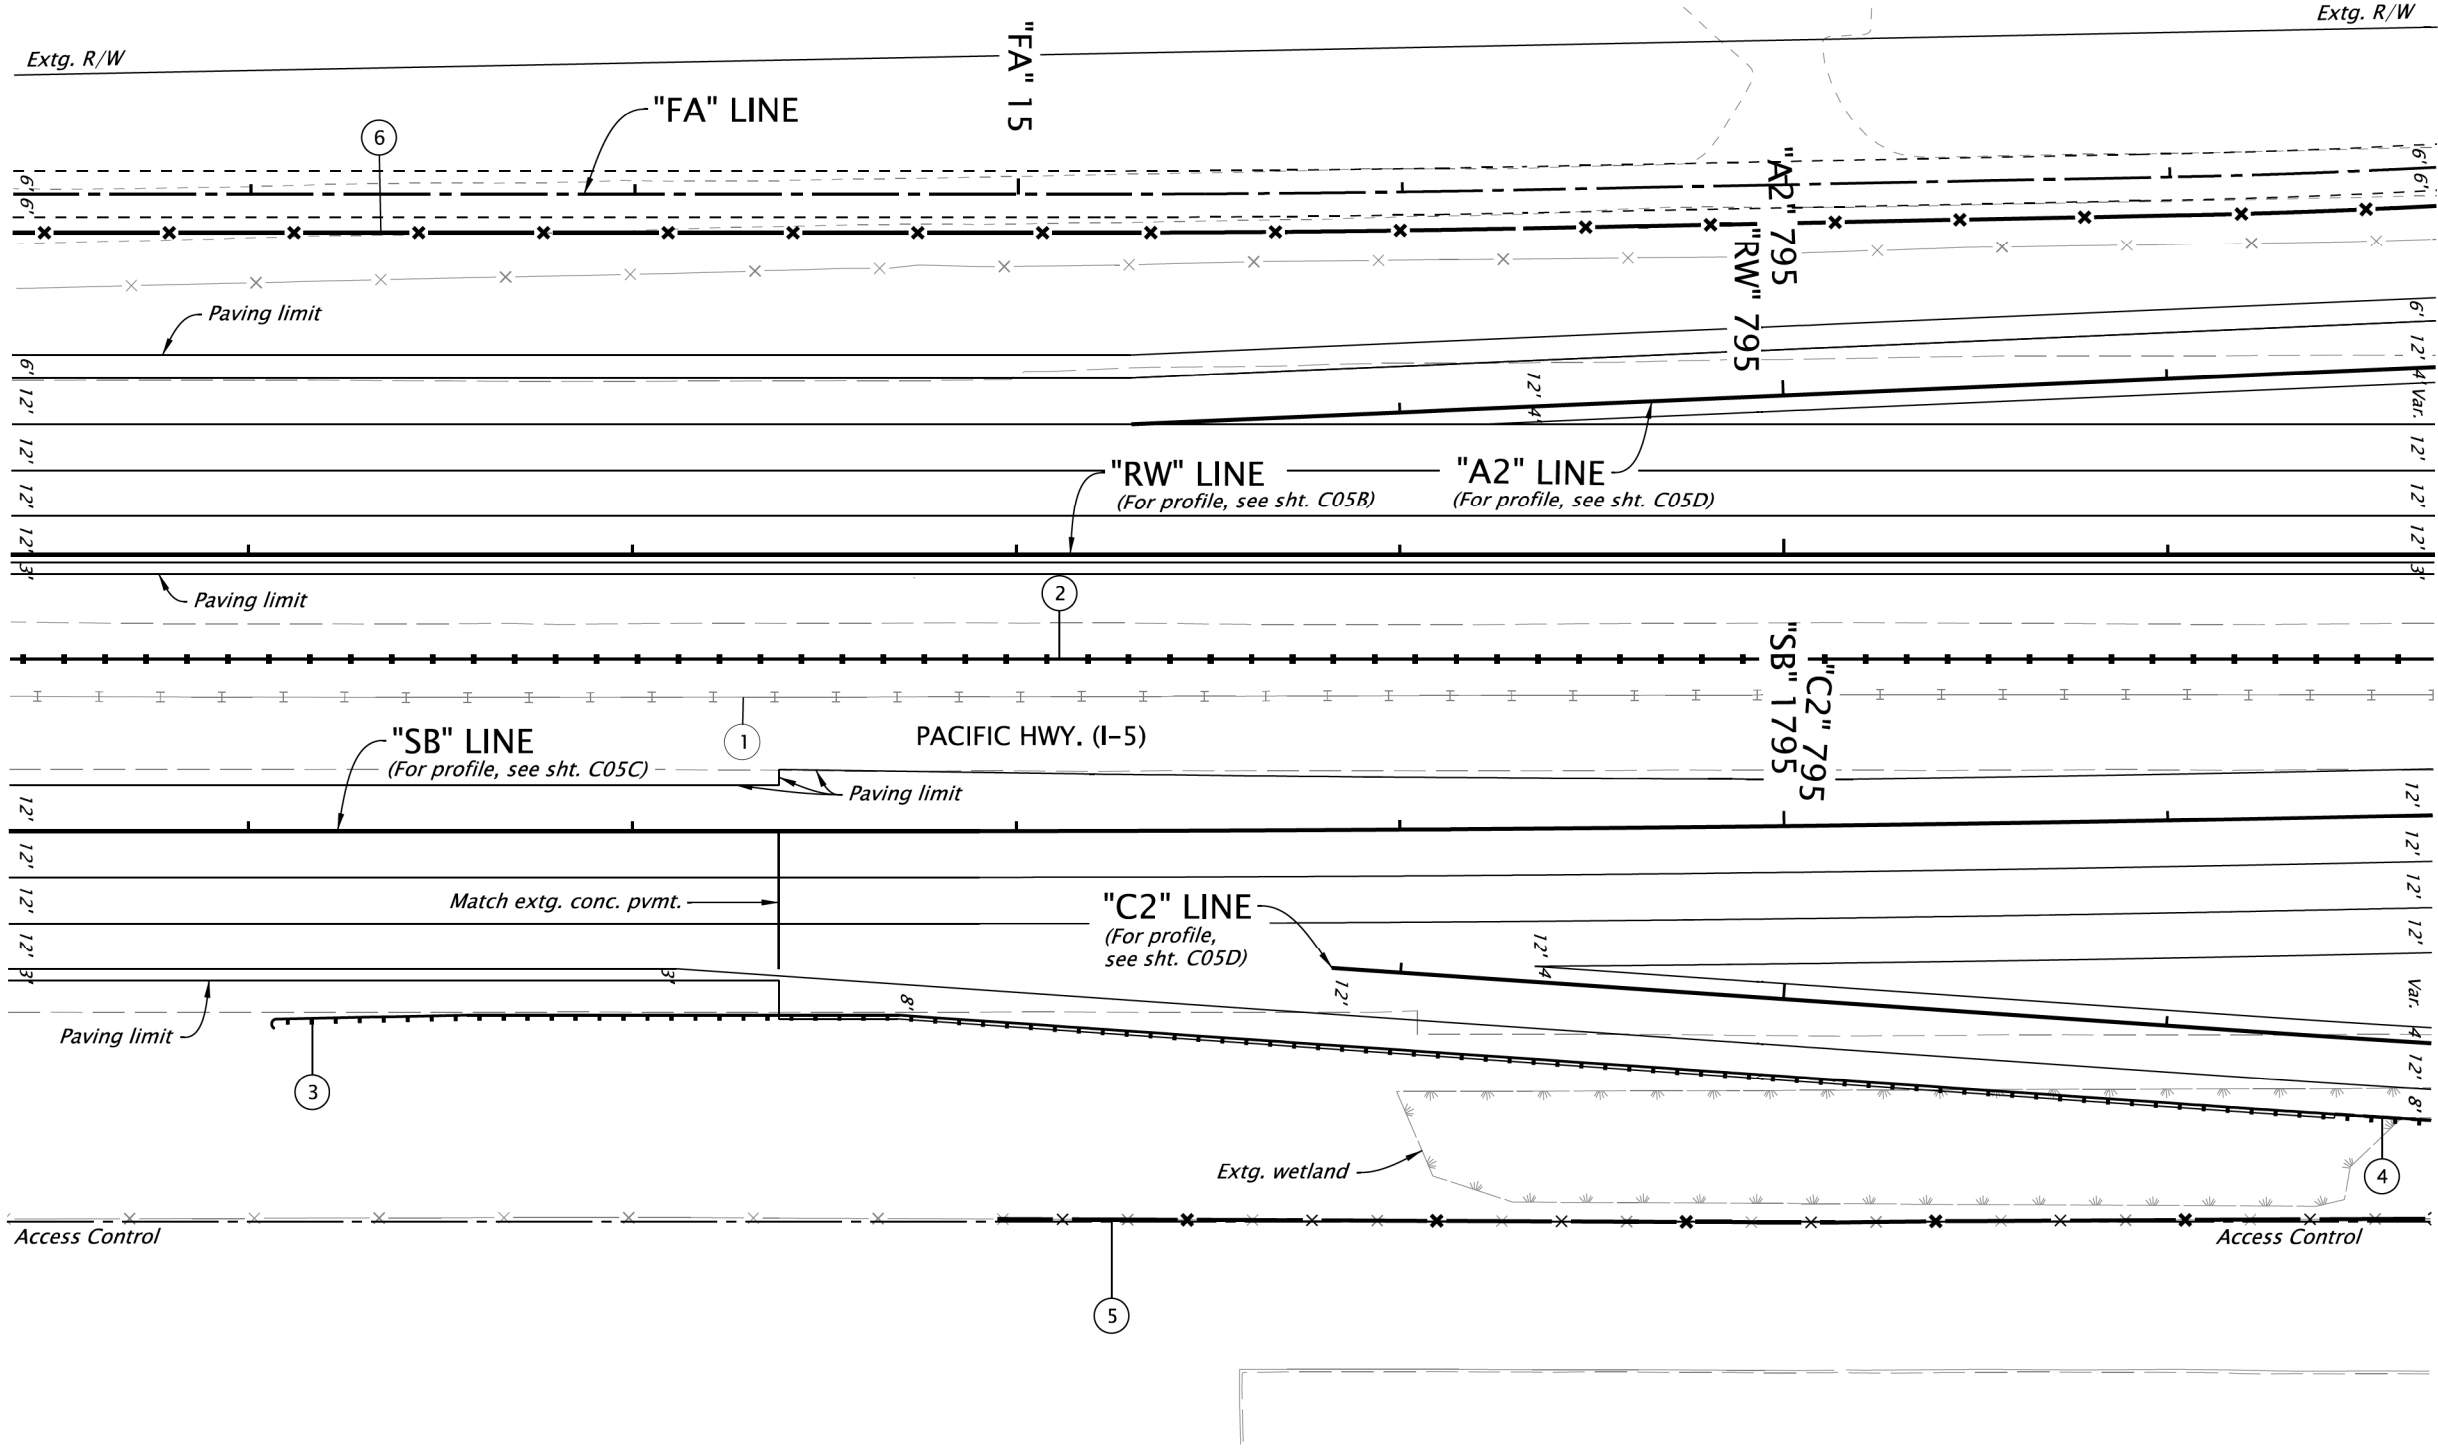 Extg. R/W
Extg. R/W
"FA" 15
"FA" LINE
6
6'
6'
6'
6'
"A2" 795
"RW" 795
Paving limit
6'
12'
12'
12'
12'
3'
6'
12'
4'
Var.
12'
12'
12'
3'
12'
4'
"RW" LINE
(For profile, see sht. C05B)
"A2" LINE
(For profile, see sht. C05D)
Paving limit
2
"SB" 1795
"C2" 795
1
PACIFIC HWY. (I-5)
"SB" LINE
(For profile, see sht. C05C)
Paving limit
12'
12'
12'
12'
12'
3'
12'
12'
12'
Var.
4'
12'
8'
Match extg. conc. pvmt.
"C2" LINE
(For profile,
see sht. C05D)
3'
8'
12'
12'
4'
Paving limit
3
Extg. wetland
4
Access Control
Access Control
5